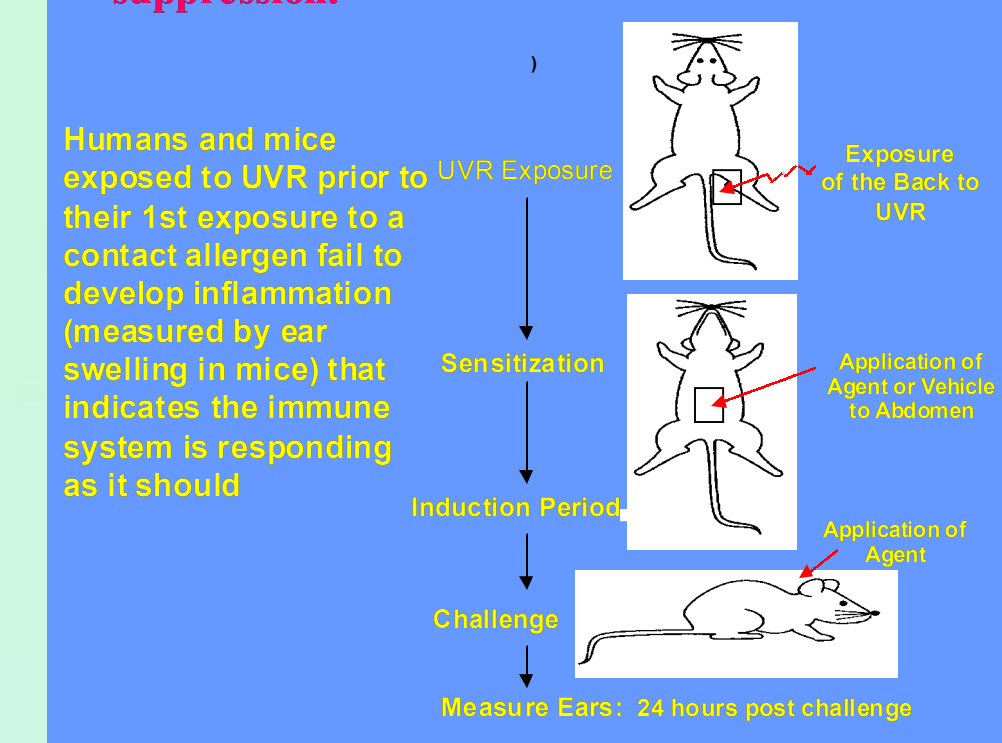 suppression.
)
Humans and mice
exposed to UVR prior to
their 1st exposure to a
contact allergen fail to
develop inflammation
(measured by ear
swelling in mice) that
indicates the immune
system is responding
as it should
UVR Exposure
Exposure
of the Back to
UVR
Sensitization
Application of
Agent or Vehicle
to Abdomen
Induction Period
Application of
Agent
Challenge
Measure Ears: 24 hours post challenge